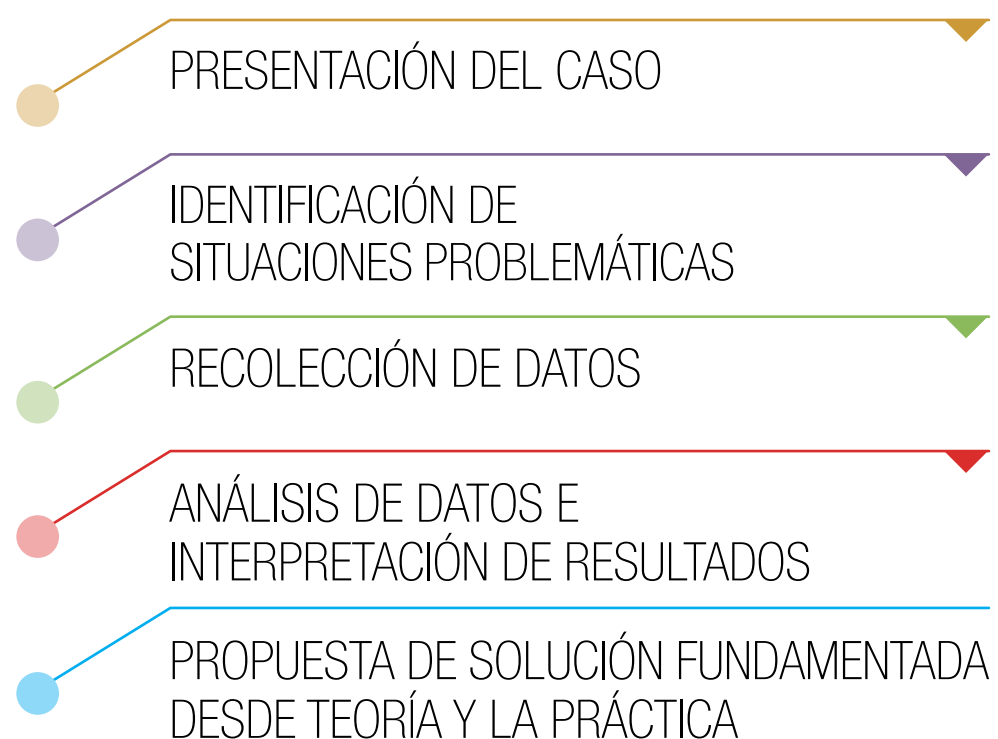 PRESENTACIÓN DEL CASO
IDENTIFICACIÓN DE
SITUACIONES PROBLEMÁTICAS
RECOLECCIÓN DE DATOS
ANÁLISIS DE DATOS E
INTERPRETACIÓN DE RESULTADOS
PROPUESTA DE SOLUCIÓN FUNDAMENTADA
DESDE TEORÍA Y LA PRÁCTICA